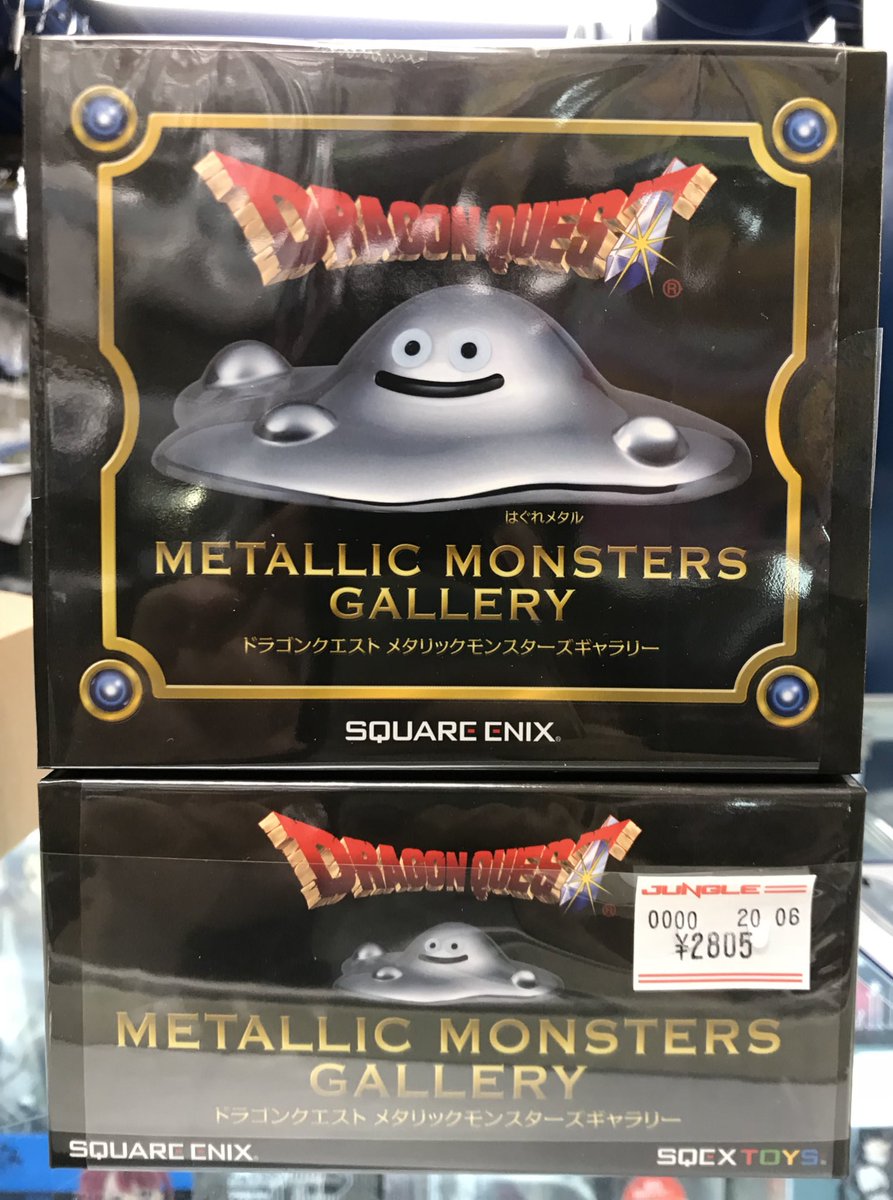 DRAGON QUEST
®
はぐれメタル
METALLIC MONSTERS
GALLERY
ドラゴンクエスト メタリックモンスターズギャラリー
SQUARE ENIX®
DRAGON QUEST
®
JUNGLE
0000 20 06
¥2805
METALLIC MONSTERS
GALLERY
ドラゴンクエスト メタリックモンスターズギャラリー
SQUARE ENIX®
SQEX TOYS®